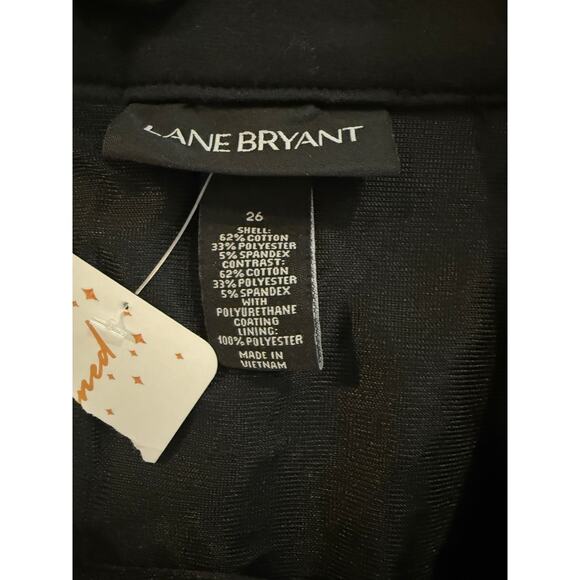 LANE BRYANT
26
SHELL:
62% COTTON
33% POLYESTER
5% SPANDEX
CONTRAST:
62% COTTON
33% POLYESTER
5% SPANDEX
WITH
POLYURETHANE
COATING
LINING:
100% POLYESTER
MADE IN
VIETNAM